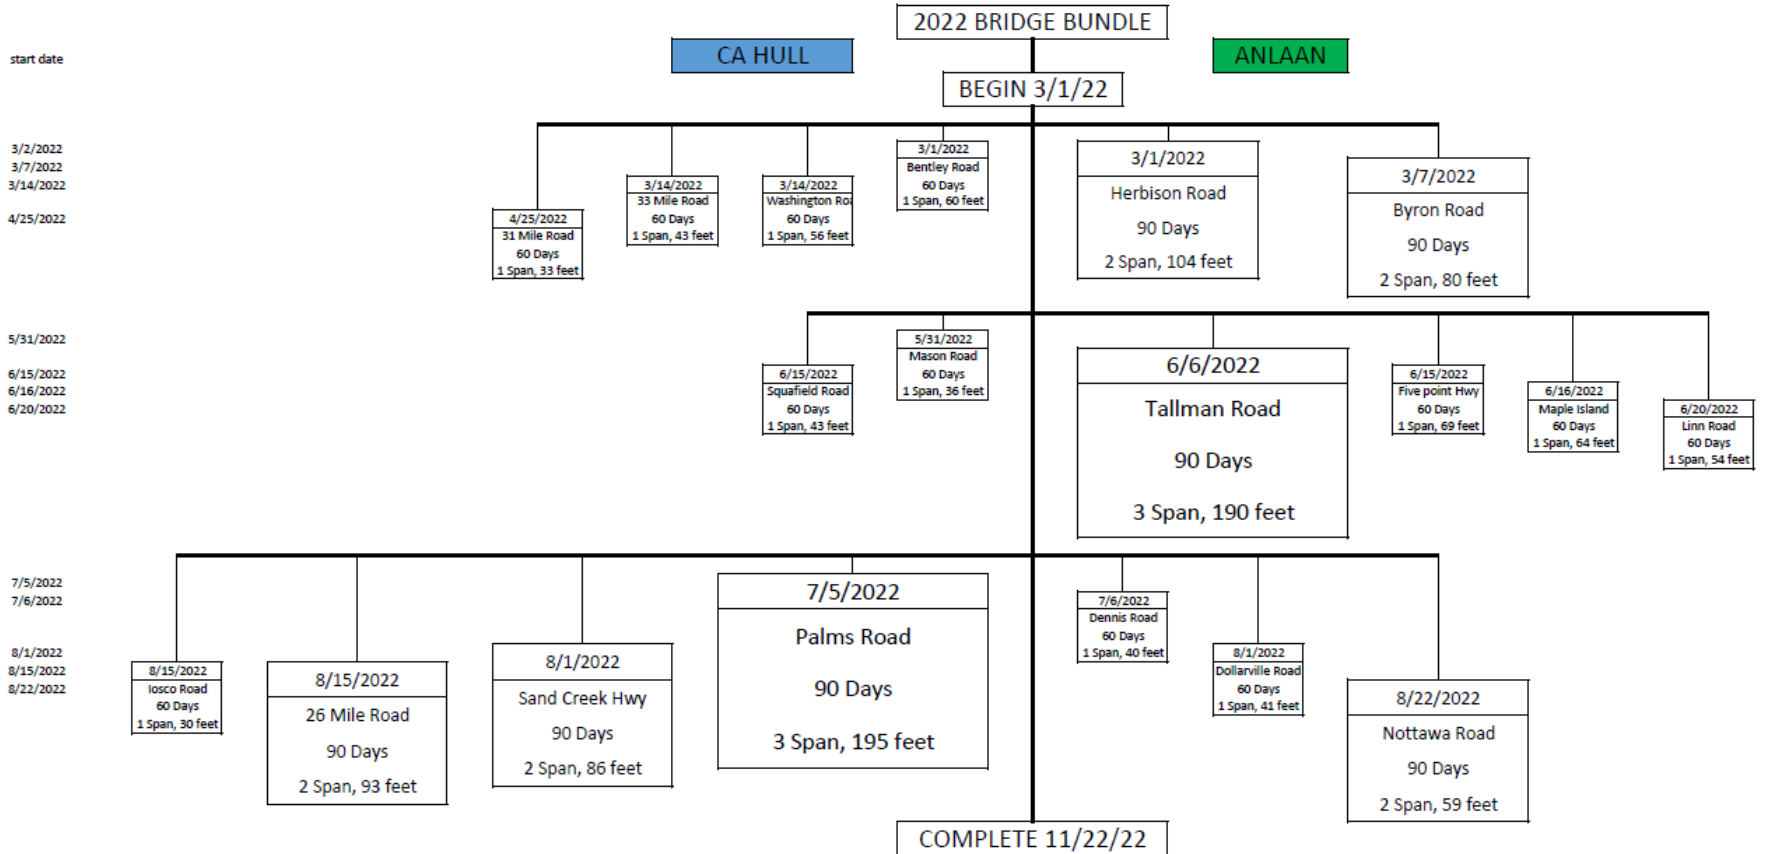 2022 BRIDGE BUNDLE
CA HULL
ANLAAN
start date
BEGIN 3/1/22
3/2/2022
3/7/2022
3/14/2022
4/25/2022
4/25/2022
31 Mile Road
60 Days
1 Span, 33 feet
3/14/2022
33 Mile Road
60 Days
1 Span, 43 feet
3/14/2022
Washington Roa
60 Days
1 Span, 56 feet
3/1/2022
Bentley Road
60 Days
1 Span, 60 feet
3/1/2022
Herbison Road
90 Days
2 Span, 104 feet
3/7/2022
Byron Road
90 Days
2 Span, 80 feet
5/31/2022
6/15/2022
6/16/2022
6/20/2022
6/15/2022
Squafield Road
60 Days
1 Span, 43 feet
5/31/2022
Mason Road
60 Days
1 Span, 36 feet
6/6/2022
Tallman Road
90 Days
3 Span, 190 feet
6/15/2022
Five point Hwy
60 Days
1 Span, 69 feet
6/16/2022
Maple Island
60 Days
1 Span, 64 feet
6/20/2022
Linn Road
60 Days
1 Span, 54 feet
7/5/2022
7/6/2022
8/1/2022
8/15/2022
8/22/2022
8/15/2022
Iosco Road
60 Days
1 Span, 30 feet
8/15/2022
26 Mile Road
90 Days
2 Span, 93 feet
8/1/2022
Sand Creek Hwy
90 Days
2 Span, 86 feet
7/5/2022
Palms Road
90 Days
3 Span, 195 feet
7/6/2022
Dennis Road
60 Days
1 Span, 40 feet
8/1/2022
Dollarville Road
60 Days
1 Span, 41 feet
8/22/2022
Nottawa Road
90 Days
2 Span, 59 feet
COMPLETE 11/22/22